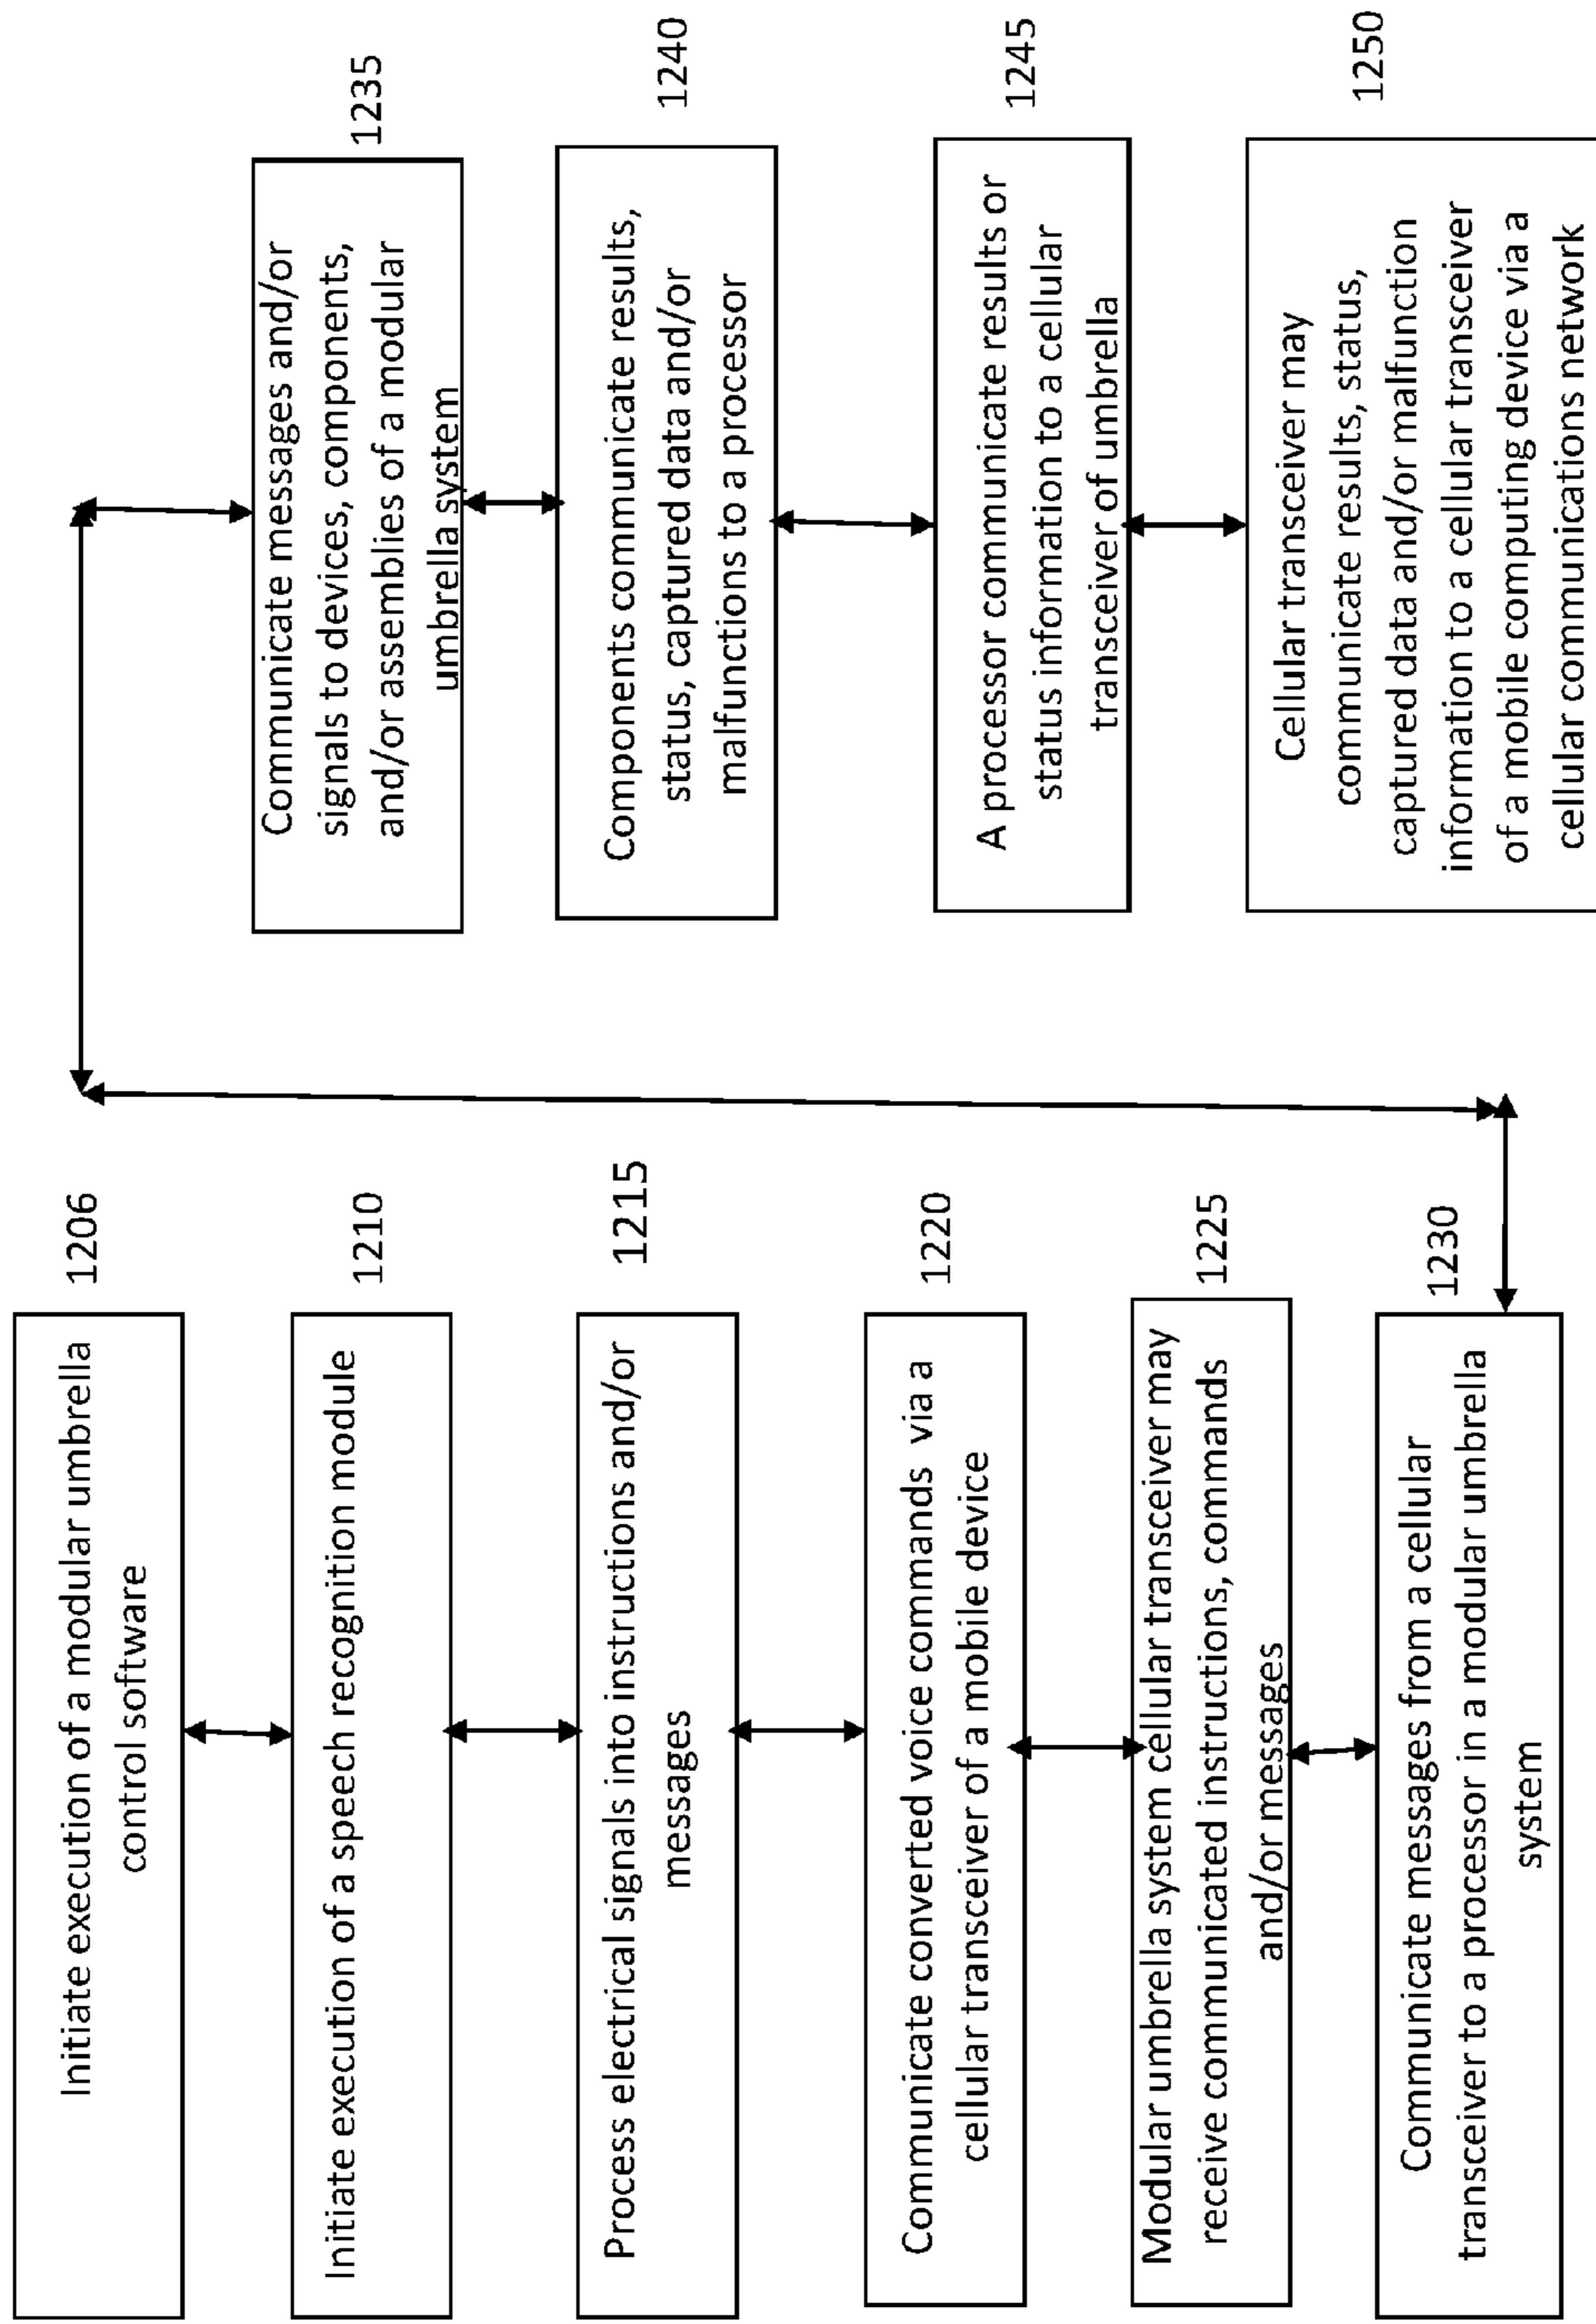 Initiate execution of a modular umbrella
control software
1206
Initiate execution of a speech recognition module
1210
Process electrical signals into instructions and/or
messages
1215
Communicate converted voice commands via a
cellular transceiver of a mobile device
1220
Modular umbrella system cellular transceiver may
receive communicated instructions, commands
and/or messages
1225
Communicate messages from a cellular
transceiver to a processor in a modular umbrella
system
1230
Communicate messages and/or
signals to devices, components,
and/or assemblies of a modular
umbrella system
1235
Components communicate results,
status, captured data and/or
malfunctions to a processor
1240
A processor communicate results or
status information to a cellular
transceiver of umbrella
1245
Cellular transceiver may
communicate results, status,
captured data and/or malfunction
information to a cellular transceiver
of a mobile computing device via a
cellular communications network
1250